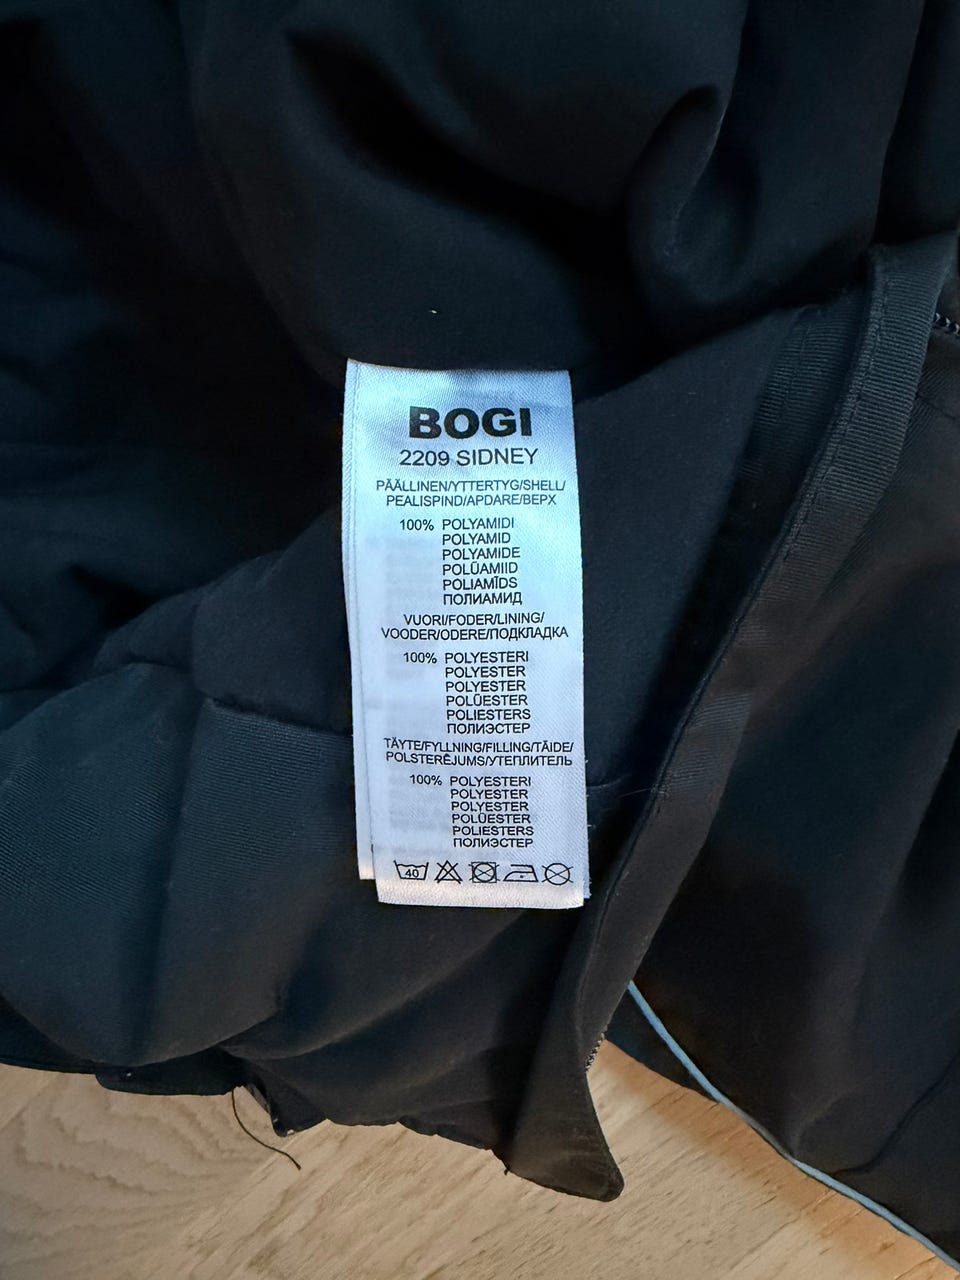 BOGI
2209 SIDNEY
PÄÄLLINEN/YTTERTYG/SHELL/
PEALISPIND/APDARE/ВЕРХ
100% POLYAMIDI
POLYAMID
POLYAMIDE
POLÜAMIID
POLIAMĪDS
ПОЛИАМИД
VUORI/FODER/LINING/
VOODER/ODERE/ПОДКЛАДКА
100% POLYESTERI
POLYESTER
POLYESTER
POLÜESTER
POLIESTERS
ПОЛИЭСТЕР
TÄYTE/FYLLNING/FILLING/TÄIDE/
POLSTERĒJUMS/УТЕПЛИТЕЛЬ
100% POLYESTERI
POLYESTER
POLYESTER
POLÜESTER
POLIESTERS
ПОЛИЭСТЕР
40